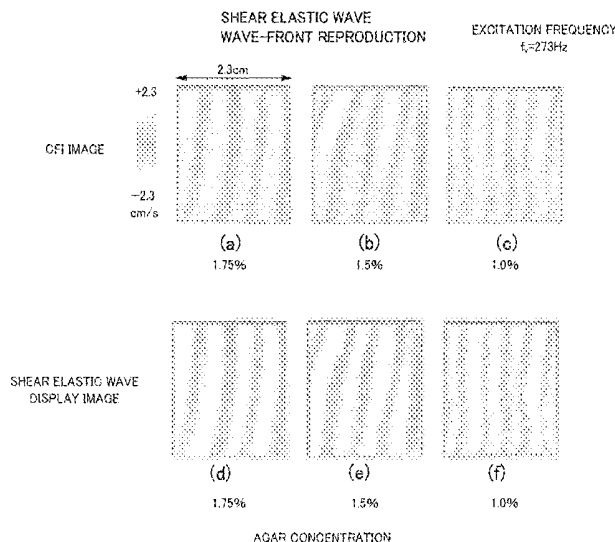 SHEAR ELASTIC WAVE
WAVE-FRONT REPRODUCTION
EXCITATION FREQUENCY
fᵥ=273Hz
2.3cm
+2.3
CFI IMAGE
-2.3
cm/s
(a) (b) (c)
1.75% 1.5% 1.0%
SHEAR ELASTIC WAVE
DISPLAY IMAGE
(d) (e) (f)
1.75% 1.5% 1.0%
AGAR CONCENTRATION